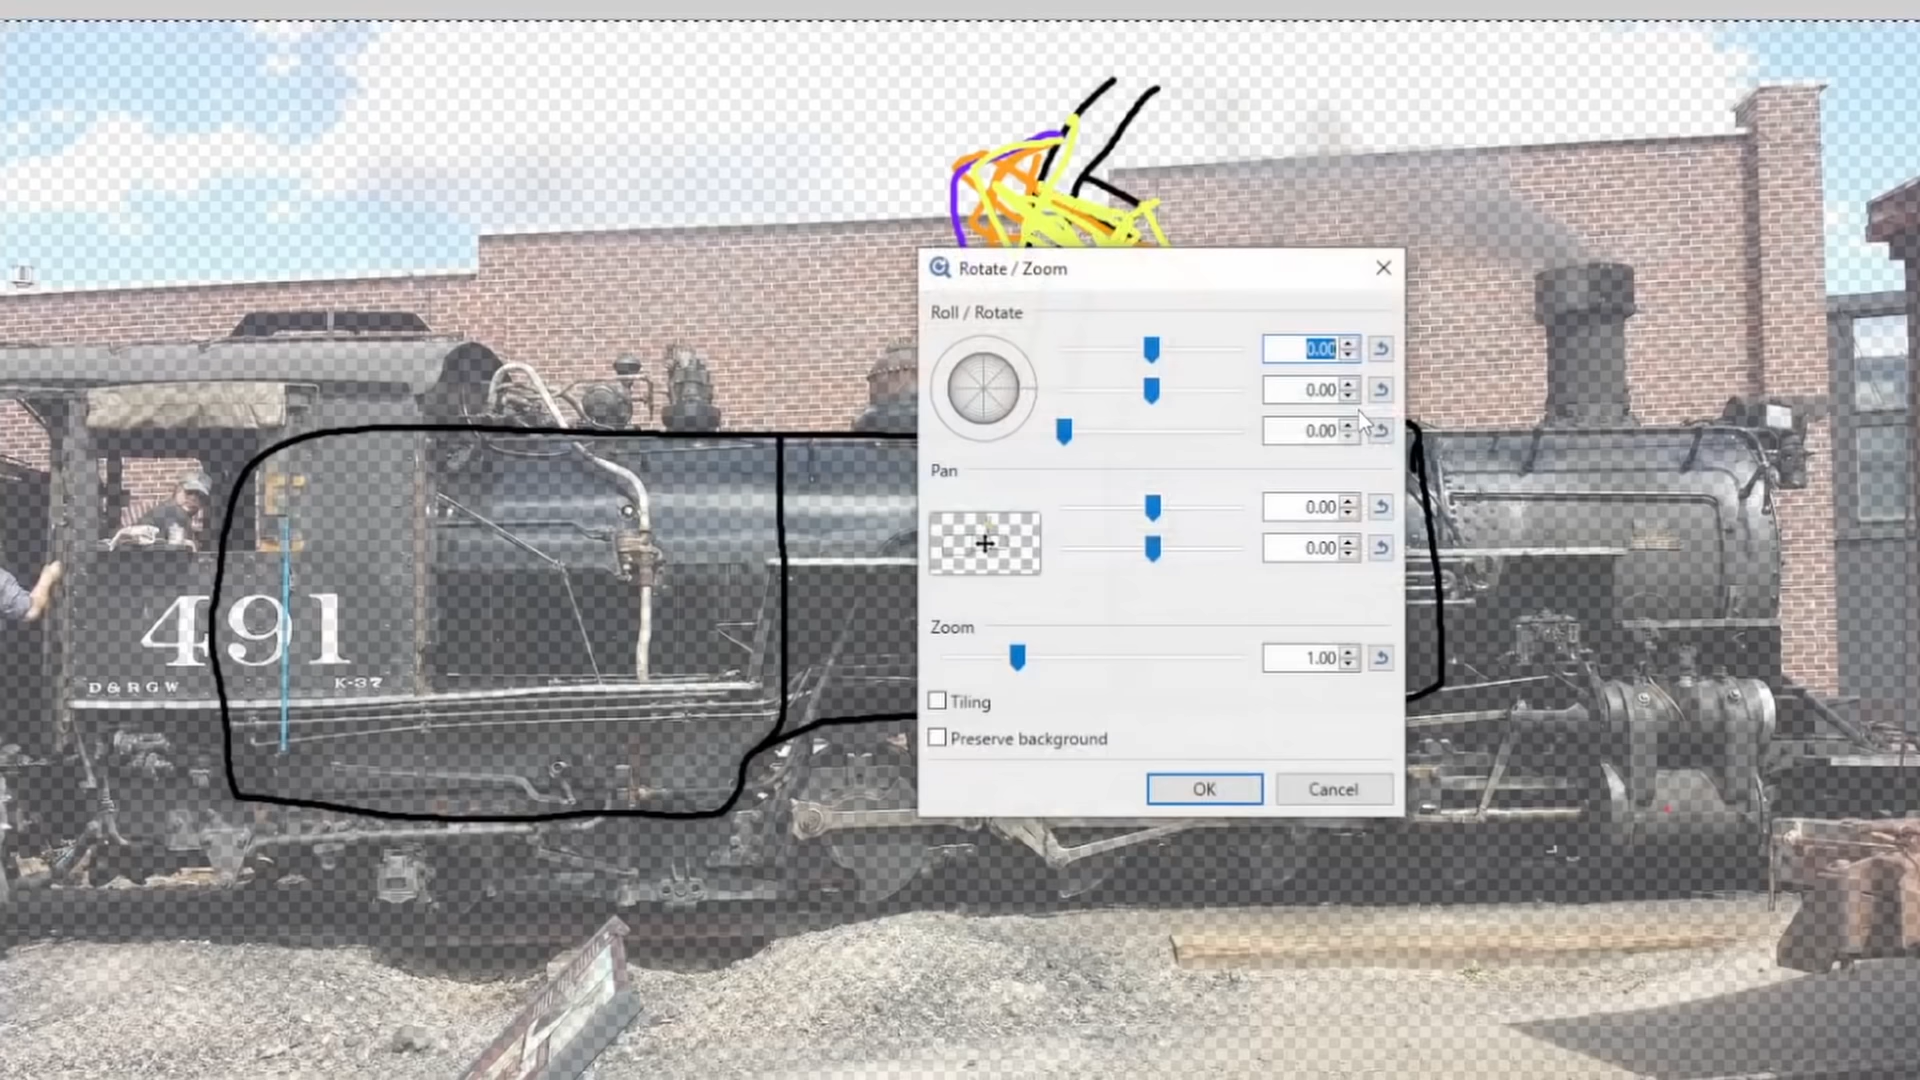 Rotate / Zoom
Roll / Rotate
0.00
0.00
0.00
Pan
0.00
0.00
Zoom
1.00
Tiling
Preserve background
OK
Cancel
491
D&RGW
K-37